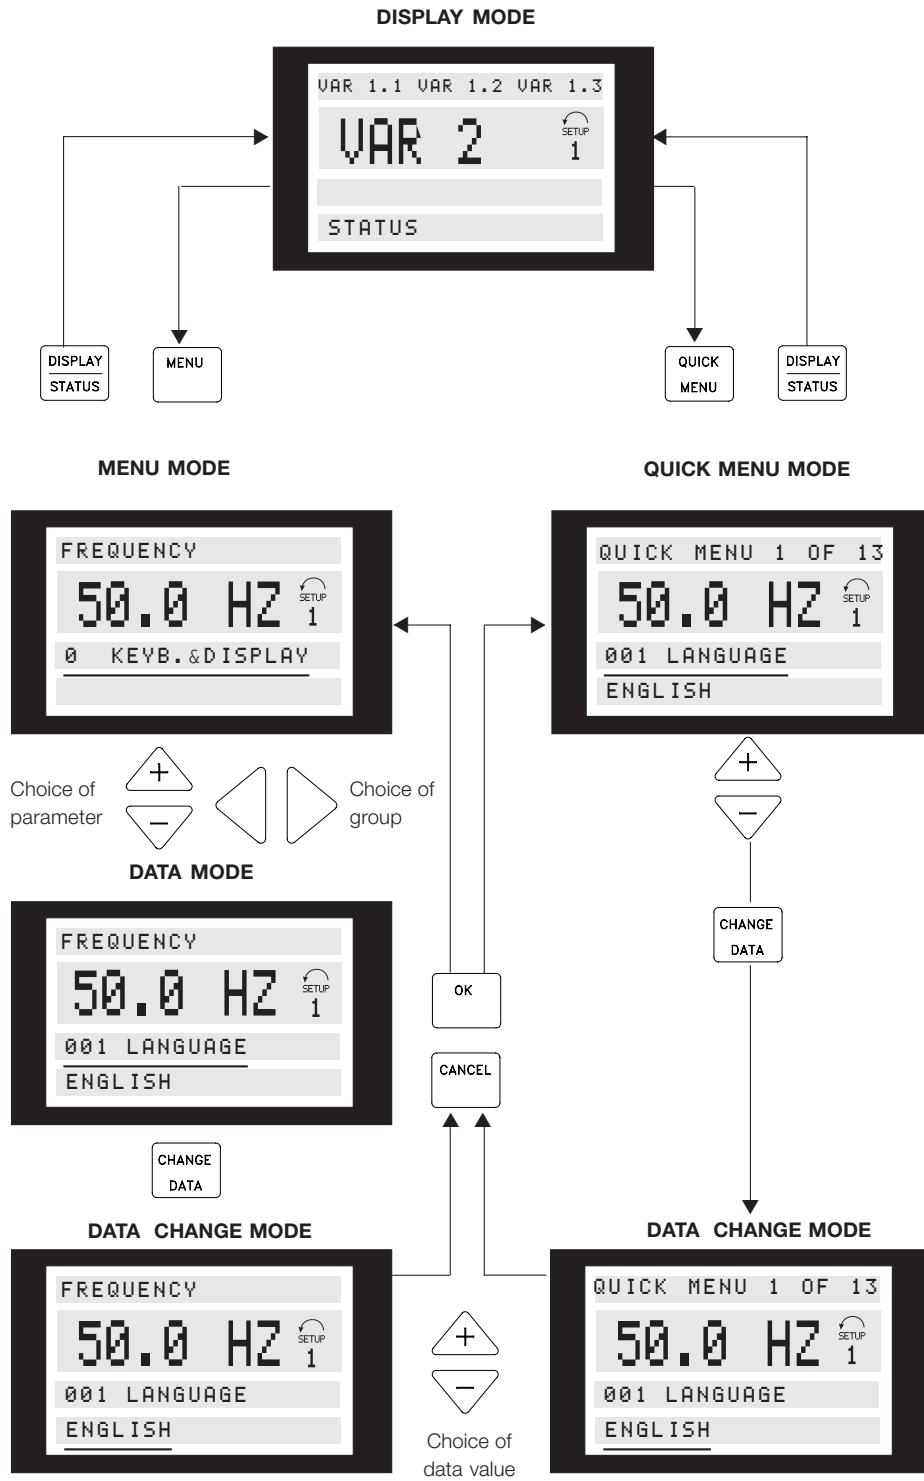 DISPLAY MODE
VAR 1.1 VAR 1.2 VAR 1.3
VAR 2
SETUP
1
STATUS
DISPLAY
STATUS
MENU
QUICK
MENU
DISPLAY
STATUS
MENU MODE
QUICK MENU MODE
FREQUENCY
50.0 HZ
SETUP
1
0 KEYB.&DISPLAY
QUICK MENU 1 OF 13
50.0 HZ
SETUP
1
001 LANGUAGE
ENGLISH
Choice of
parameter
+
−
Choice of
group
+
−
DATA MODE
FREQUENCY
50.0 HZ
SETUP
1
001 LANGUAGE
ENGLISH
CHANGE
DATA
OK
CANCEL
CHANGE
DATA
DATA CHANGE MODE
DATA CHANGE MODE
FREQUENCY
50.0 HZ
SETUP
1
001 LANGUAGE
ENGLISH
+
−
Choice of
data value
QUICK MENU 1 OF 13
50.0 HZ
SETUP
1
001 LANGUAGE
ENGLISH